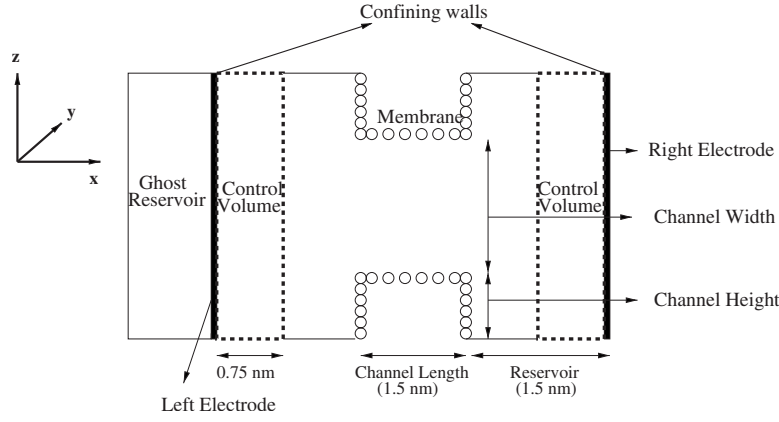 Confining walls
z
y
x
Membrane
Right Electrode
Ghost
Reservoir
Control
Volume
Control
Volume
Channel Width
Channel Height
0.75 nm
Channel Length
(1.5 nm)
Reservoir
(1.5 nm)
Left Electrode